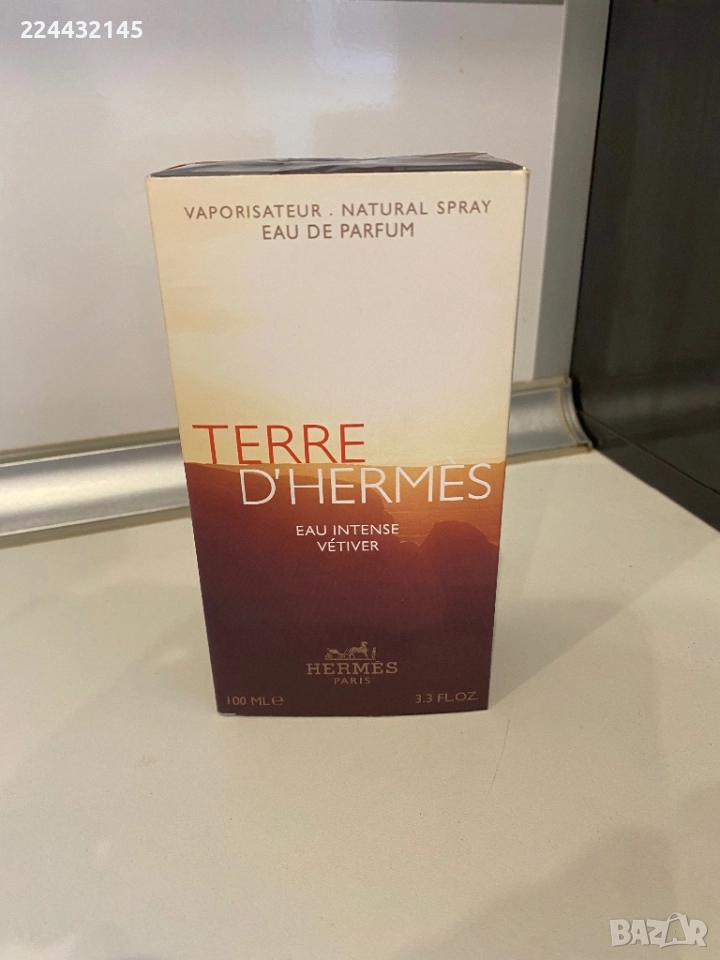 224432145
VAPORISATEUR . NATURAL SPRAY
EAU DE PARFUM
TERRE
D'HERMÈS
EAU INTENSE
VÉTIVER
HERMÈS
PARIS
100 ML e 3.3 FL.OZ.
BAZAR